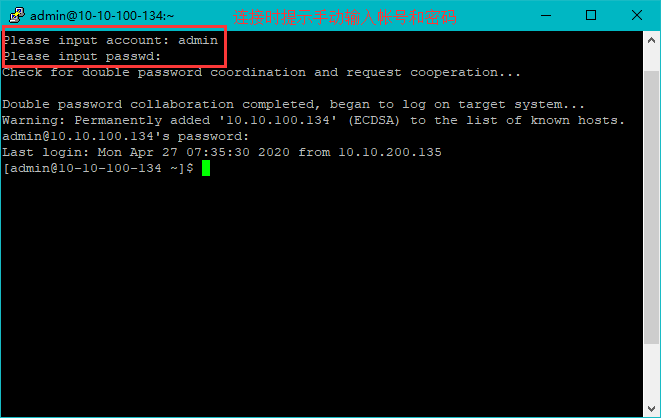 admin@10-10-100-134:~
连接时提示手动输入帐号和密码
Please input account: admin
Please input passwd:
Check for double password coordination and request cooperation...
Double password collaboration completed, began to log on target system...
Warning: Permanently added '10.10.100.134' (ECDSA) to the list of known hosts.
admin@10.10.100.134's password:
Last login: Mon Apr 27 07:35:30 2020 from 10.10.200.135
[admin@10-10-100-134 ~]$